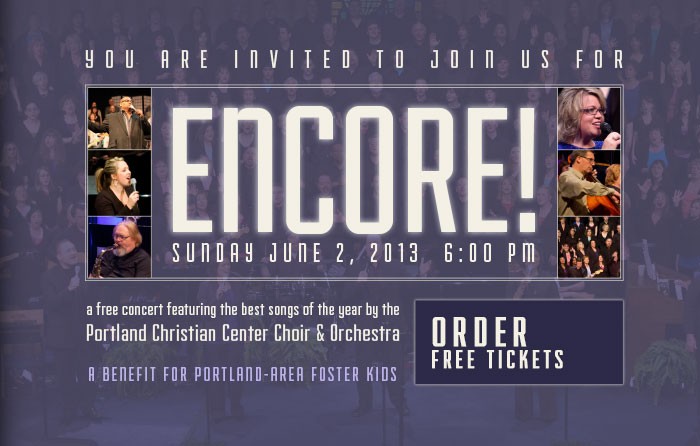 YOU ARE INVITED TO JOIN US FOR
ENCORE!
SUNDAY JUNE 2, 2013 6:00 PM
a free concert featuring the best songs of the year by the
Portland Christian Center Choir & Orchestra
A BENEFIT FOR PORTLAND-AREA FOSTER KIDS
ORDER
FREE TICKETS